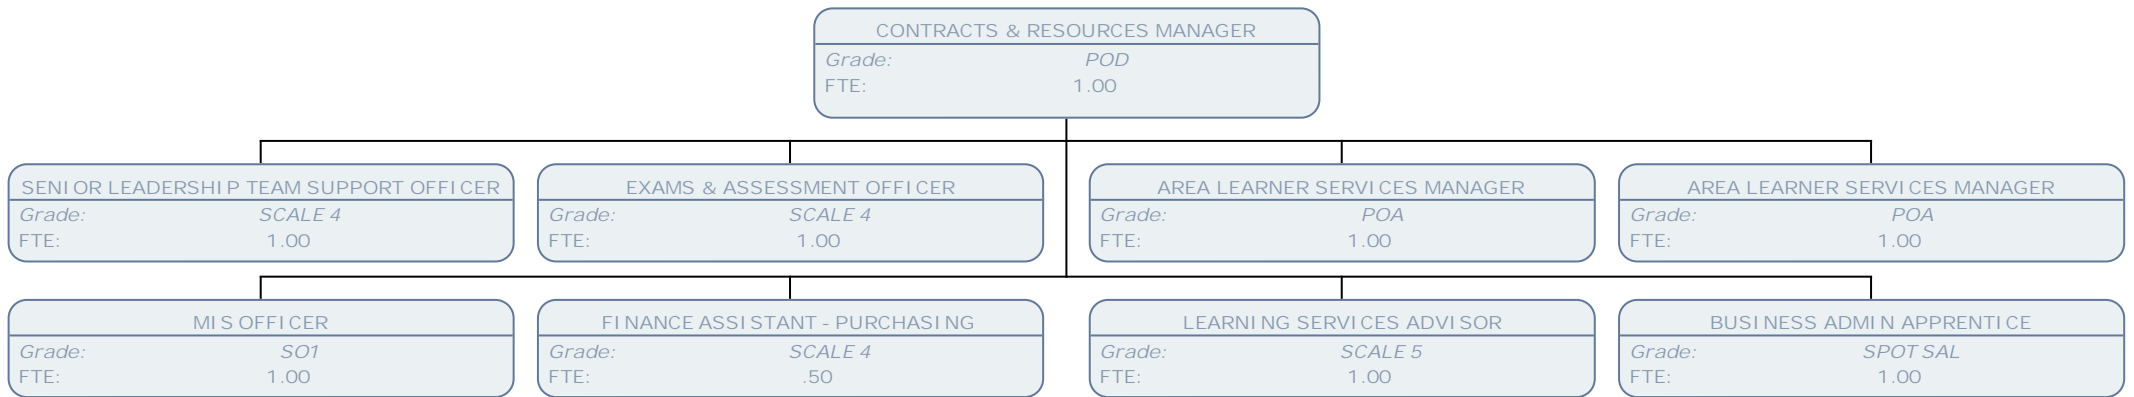 CONTRACTS & RESOURCES MANAGER
Grade: POD
FTE: 1.00
SENIOR LEADERSHIP TEAM SUPPORT OFFICER
Grade: SCALE 4
FTE: 1.00
EXAMS & ASSESSMENT OFFICER
Grade: SCALE 4
FTE: 1.00
AREA LEARNER SERVICES MANAGER
Grade: POA
FTE: 1.00
AREA LEARNER SERVICES MANAGER
Grade: POA
FTE: 1.00
MIS OFFICER
Grade: SO1
FTE: 1.00
FINANCE ASSISTANT - PURCHASING
Grade: SCALE 4
FTE: .50
LEARNING SERVICES ADVISOR
Grade: SCALE 5
FTE: 1.00
BUSINESS ADMIN APPRENTICE
Grade: SPOT SAL
FTE: 1.00